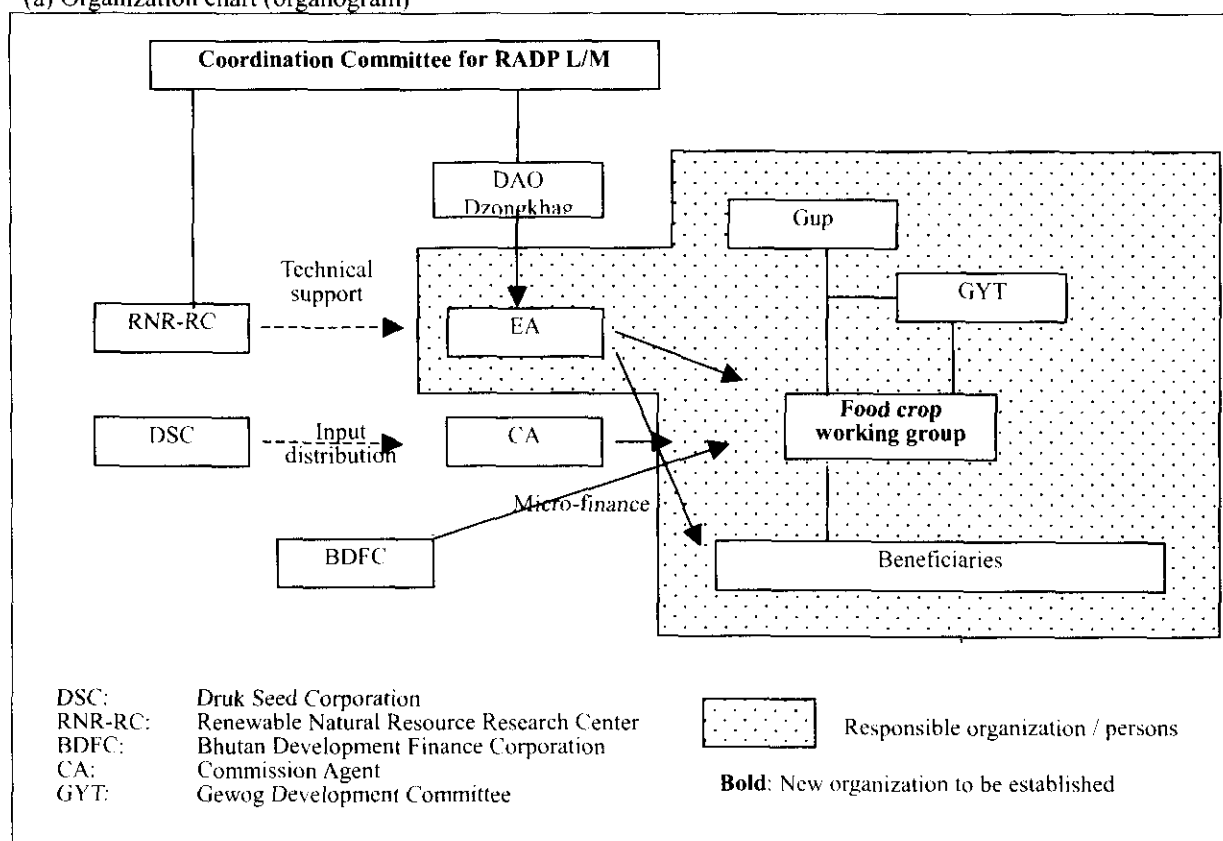 (a) Organization chart (organogram)
Coordination Committee for RADP L/M
DAO
Dzongkhag
Gup
Technical
support
GYT
RNR-RC
EA
Food crop
working group
DSC
Input
distribution
CA
Micro-finance
BDFC
Beneficiaries
DSC: Druk Seed Corporation
RNR-RC: Renewable Natural Resource Research Center
BDFC: Bhutan Development Finance Corporation
CA: Commission Agent
GYT: Gewog Development Committee
Responsible organization / persons
Bold: New organization to be established